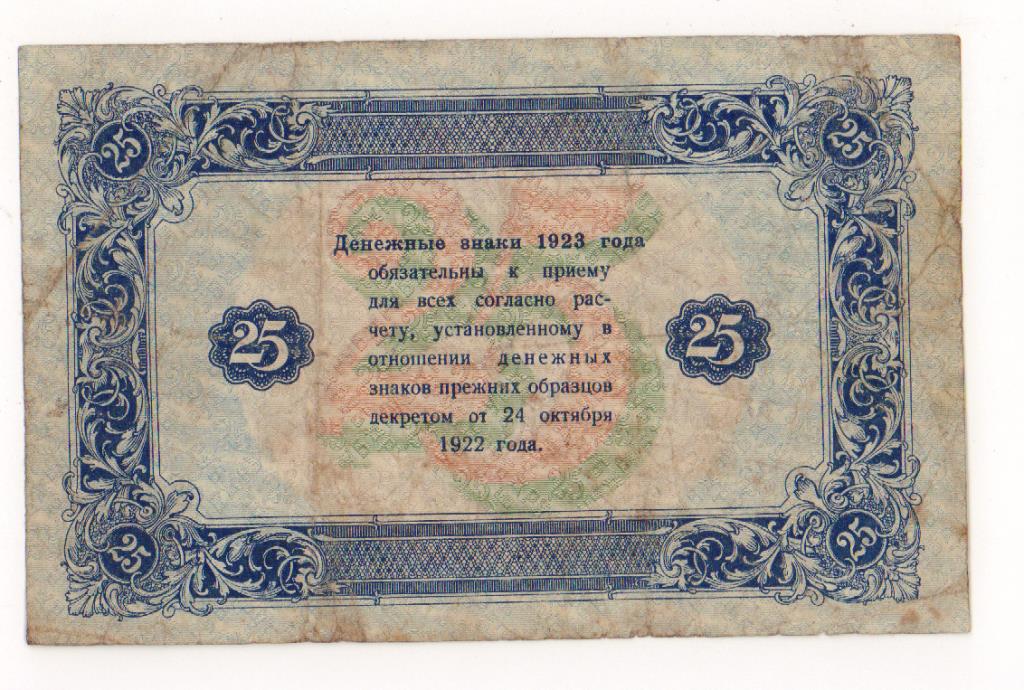 25 25
Денежные знаки 1923 года
обязательны к приему
для всех согласно рас-
25 чету, установленному в 25
отношении денежных
знаков прежних образцов
декретом от 24 октября
1922 года.
25 25
25